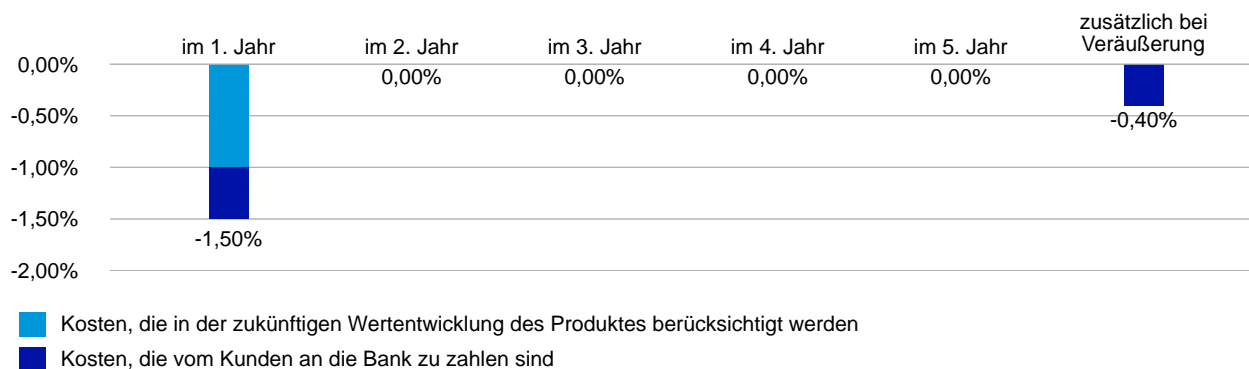 zusätzlich bei
im 1. Jahr im 2. Jahr im 3. Jahr im 4. Jahr im 5. Jahr Veräußerung
0,00% 0,00% 0,00% 0,00% 0,00%
-0,50%
-0,40%
-1,00%
-1,50%
-1,50%
-2,00%
Kosten, die in der zukünftigen Wertentwicklung des Produktes berücksichtigt werden
Kosten, die vom Kunden an die Bank zu zahlen sind